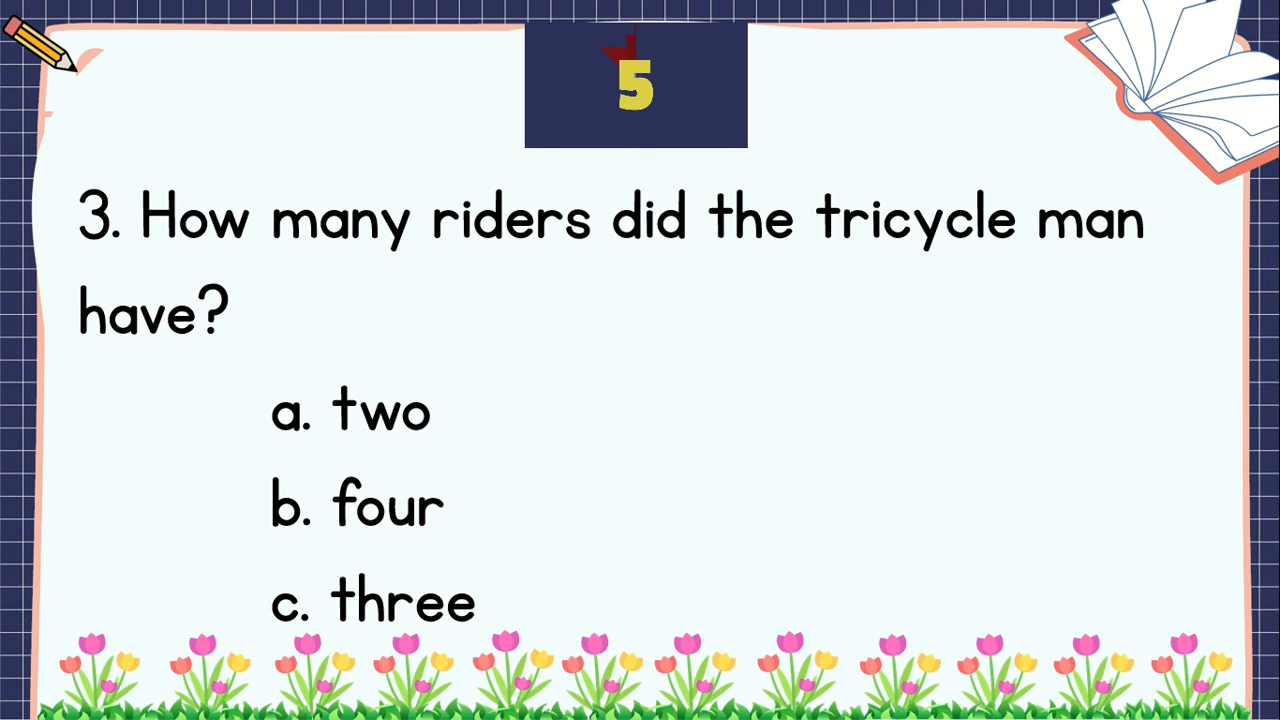 5
3. How many riders did the tricycle man
have?
a. two
b. four
c. three